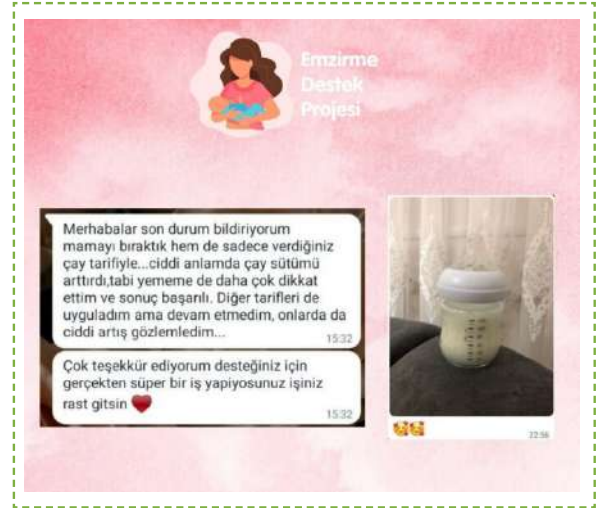 Emzirme
Destek
Projesi
Merhabalar son durum bildiriyorum
mamayı bıraktık hem de sadece verdiğiniz
çay tarifiyle...ciddi anlamda çay sütümü
arttırdı,tabi yememe de daha çok dikkat
ettim ve sonuç başarılı. Diğer tarifleri de
uyguladım ama devam etmedim, onlarda da
ciddi artış gözlemledim...
15:32
Çok teşekkür ediyorum desteğiniz için
gerçekten süper bir iş yapiyosunuz işiniz
rast gitsin ❤
15:32
🥰🥰
22:56